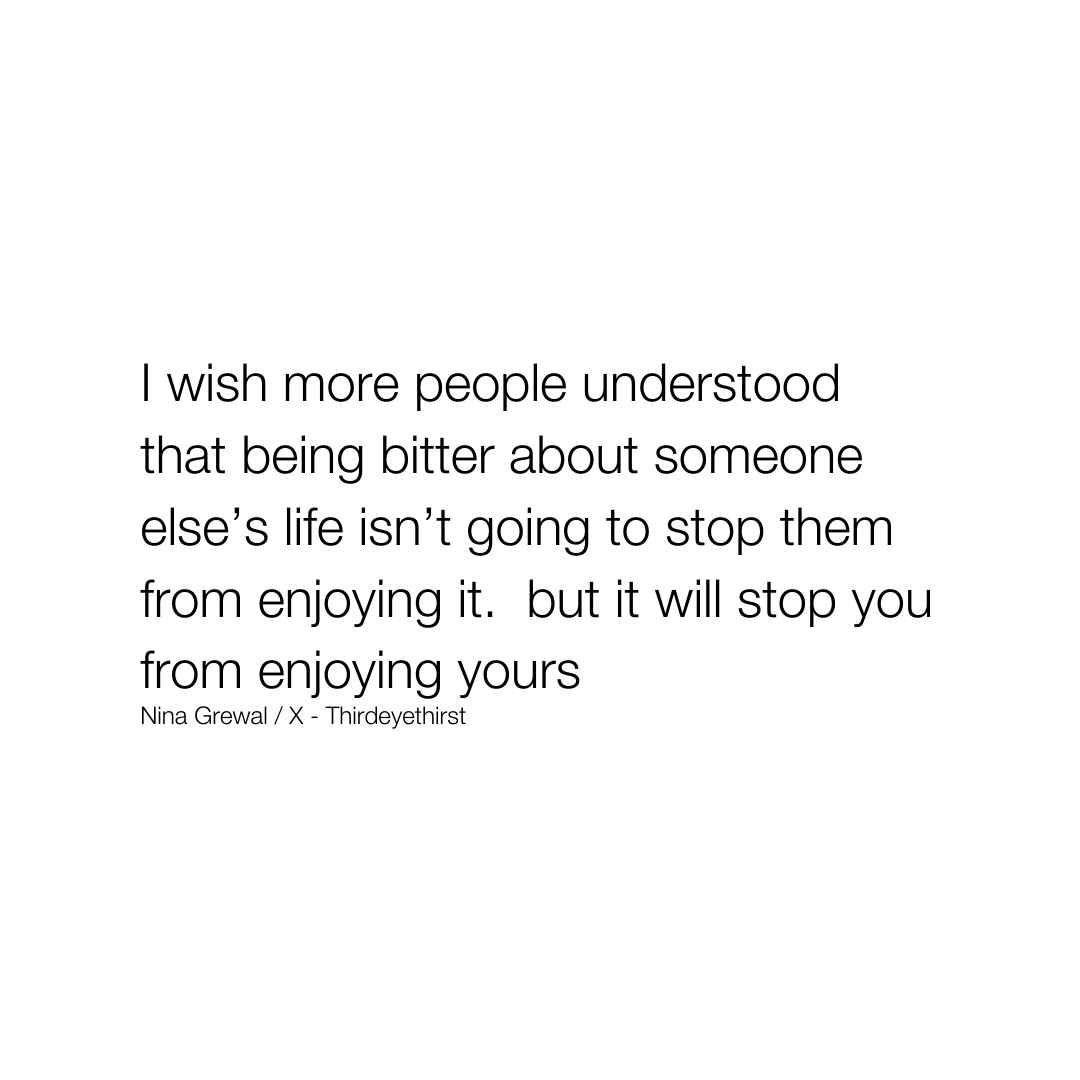 I wish more people understood
that being bitter about someone
else’s life isn’t going to stop them
from enjoying it.  but it will stop you
from enjoying yours
Nina Grewal / X - Thirdeyethirst